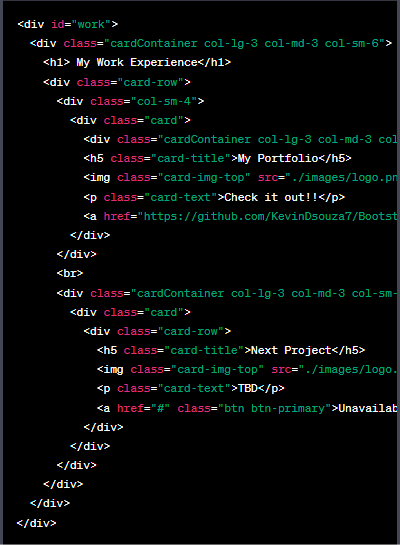 <div id="work">
<div class="cardContainer col-lg-3 col-md-3 col-sm-6">
<h1> My Work Experience</h1>
<div class="card-row">
<div class="col-sm-4">
<div class="card">
<div class="cardContainer col-lg-3 col-md-3 col
<h5 class="card-title">My Portfolio</h5>
<img class="card-img-top" src="./images/logo.pn
<p class="card-text">Check it out!!</p>
<a href="https://github.com/KevinDsouza7/Bootst
</div>
</div>
<br>
<div class="cardContainer col-lg-3 col-md-3 col-sm-
<div class="card">
<div class="card-row">
<h5 class="card-title">Next Project</h5>
<img class="card-img-top" src="./images/logo.
<p class="card-text">TBD</p>
<a href="#" class="btn btn-primary">Unavailab
</div>
</div>
</div>
</div>
</div>
</div>